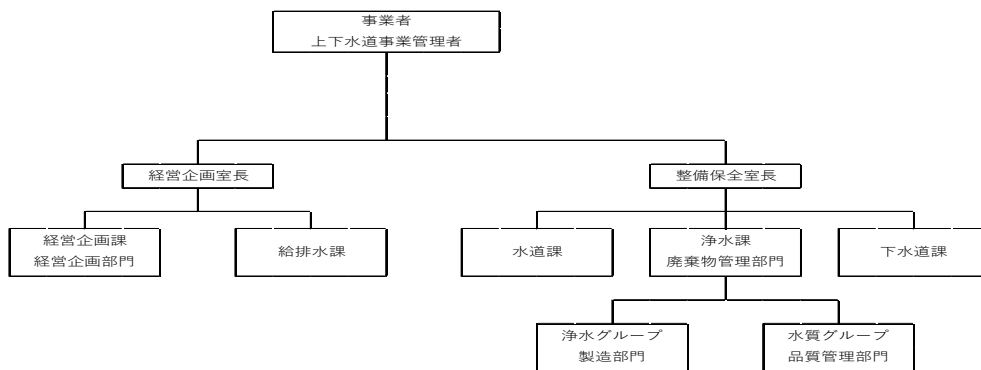 事業者
上下水道事業管理者
経営企画室長
整備保全室長
経営企画課
経営企画部門
給排水課
水道課
浄水課
廃棄物管理部門
下水道課
浄水グループ
製造部門
水質グループ
品質管理部門